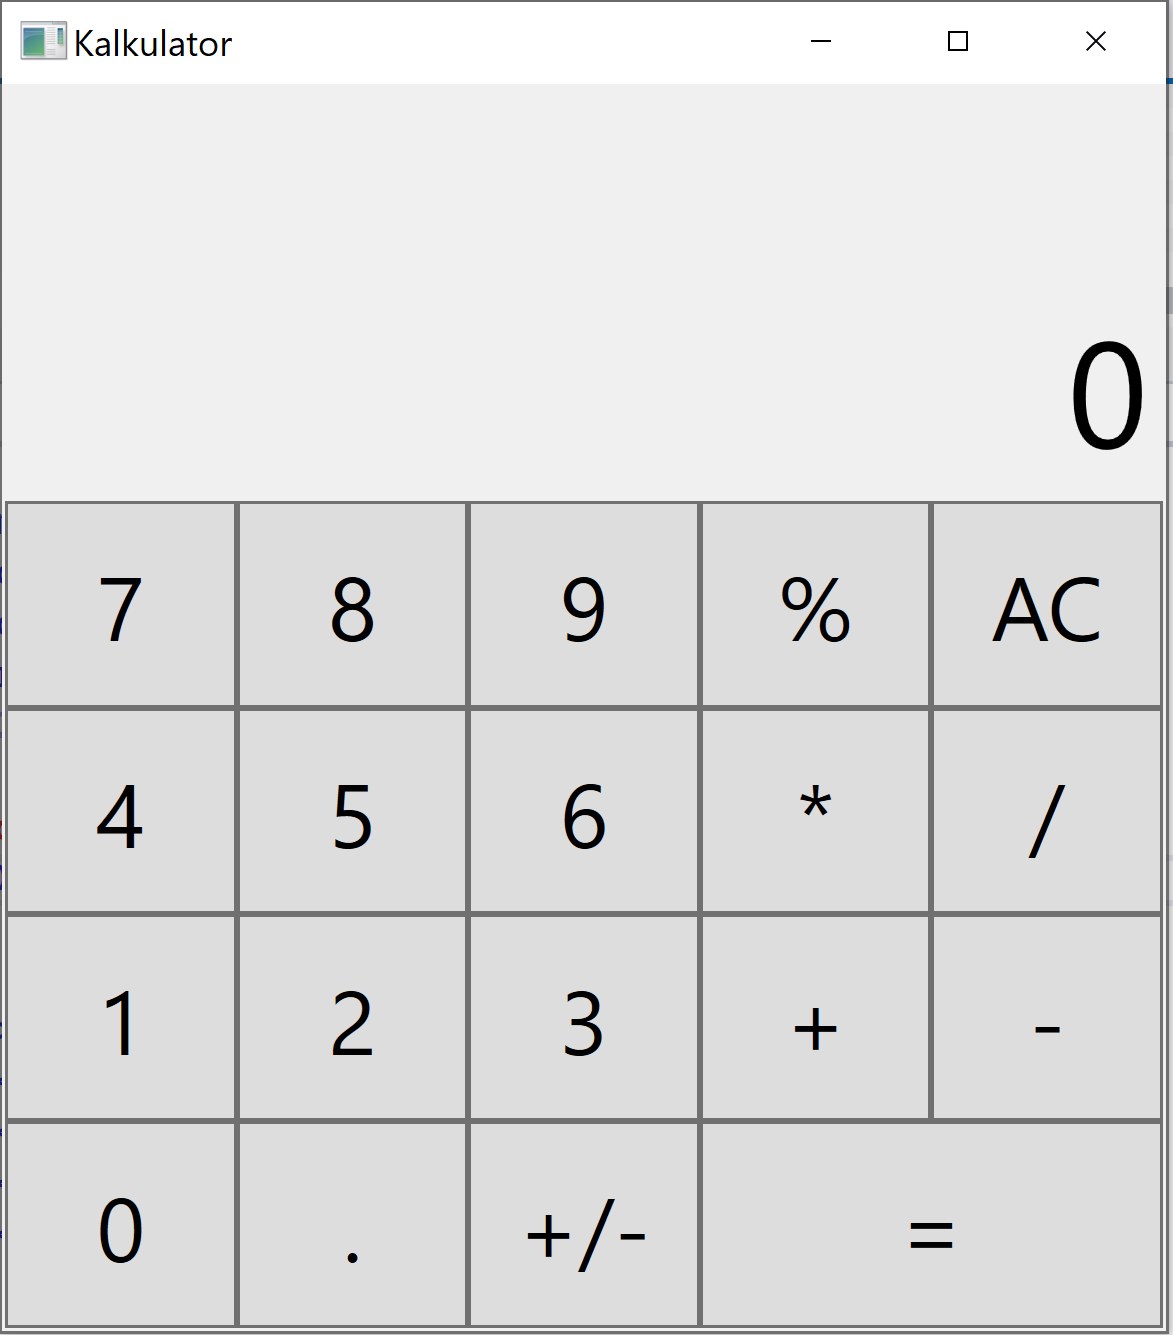 Kalkulator
0
7 8 9 % AC
4 5 6 * /
1 2 3 + -
0 . +/- =